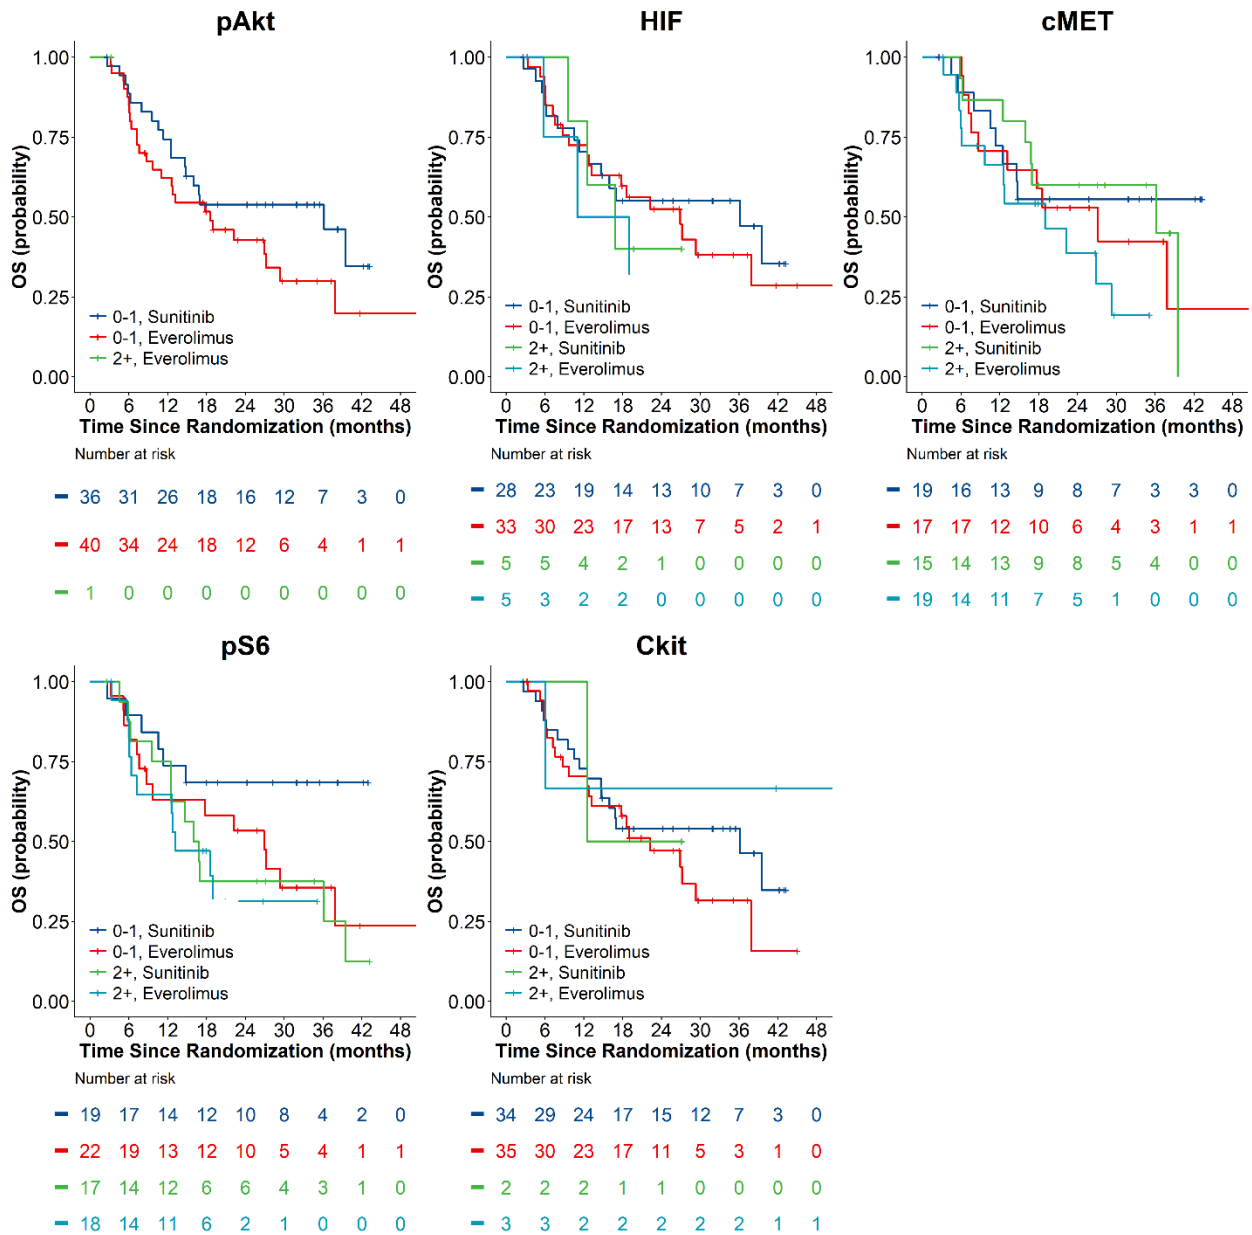 pAkt
HIF
cMET
OS (probability)
1.00
0.75
0.50
0.25
0.00
0-1, Sunitinib
0-1, Everolimus
2+, Everolimus
0 6 12 18 24 30 36 42 48
Time Since Randomization (months)
Number at risk
36 31 26 18 16 12 7 3 0
40 34 24 18 12 6 4 1 1
1 0 0 0 0 0 0 0 0
OS (probability)
1.00
0.75
0.50
0.25
0.00
0-1, Sunitinib
0-1, Everolimus
2+, Sunitinib
2+, Everolimus
0 6 12 18 24 30 36 42 48
Time Since Randomization (months)
Number at risk
28 23 19 14 13 10 7 3 0
33 30 23 17 13 7 5 2 1
5 5 4 2 1 0 0 0 0
5 3 2 2 0 0 0 0 0
OS (probability)
1.00
0.75
0.50
0.25
0.00
0-1, Sunitinib
0-1, Everolimus
2+, Sunitinib
2+, Everolimus
0 6 12 18 24 30 36 42 48
Time Since Randomization (months)
Number at risk
19 16 13 9 8 7 3 3 0
17 17 12 10 6 4 3 1 1
15 14 13 9 8 5 4 0 0
19 14 11 7 5 1 0 0 0
pS6
Ckit
OS (probability)
1.00
0.75
0.50
0.25
0.00
0-1, Sunitinib
0-1, Everolimus
2+, Sunitinib
2+, Everolimus
0 6 12 18 24 30 36 42 48
Time Since Randomization (months)
Number at risk
19 17 14 12 10 8 4 2 0
22 19 13 12 10 5 4 1 1
17 14 12 6 6 4 3 1 0
18 14 11 6 2 1 0 0 0
OS (probability)
1.00
0.75
0.50
0.25
0.00
0-1, Sunitinib
0-1, Everolimus
2+, Sunitinib
2+, Everolimus
0 6 12 18 24 30 36 42 48
Time Since Randomization (months)
Number at risk
34 29 24 17 15 12 7 3 0
35 30 23 17 11 5 3 1 0
2 2 2 1 1 0 0 0 0
3 3 2 2 2 2 2 1 1